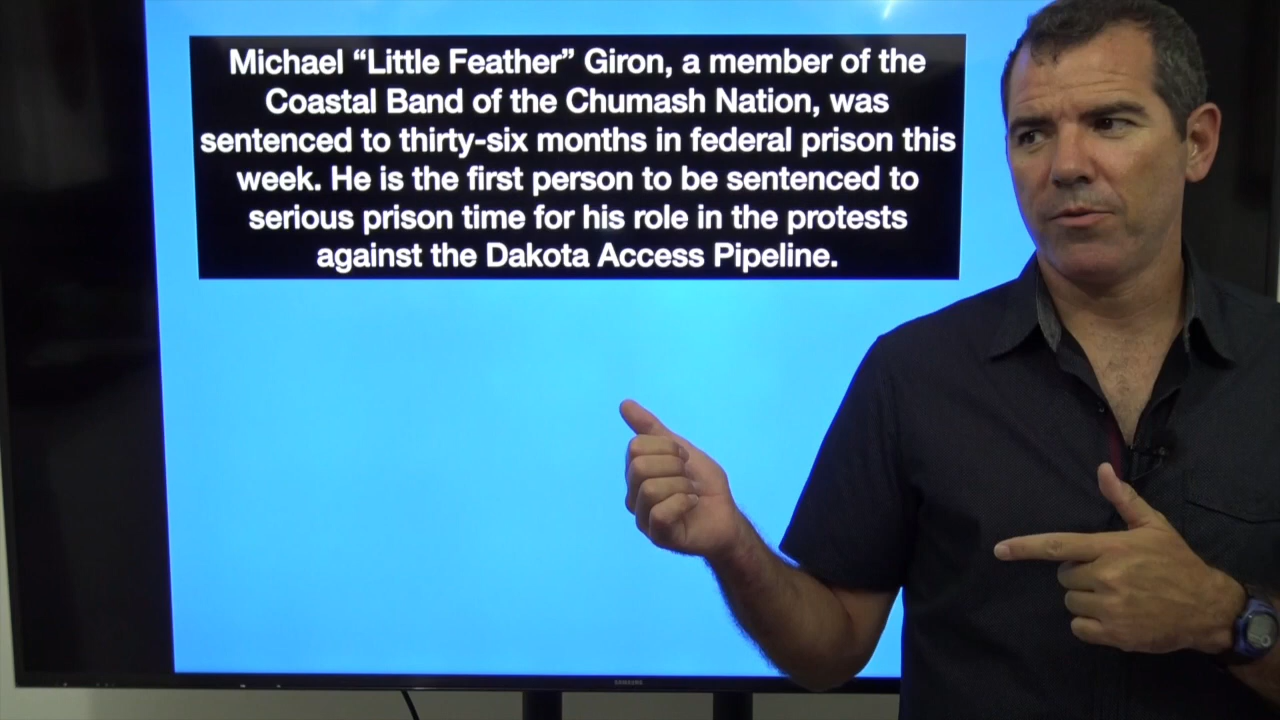 Michael “Little Feather” Giron, a member of the
Coastal Band of the Chumash Nation, was
sentenced to thirty-six months in federal prison this
week. He is the first person to be sentenced to
serious prison time for his role in the protests
against the Dakota Access Pipeline.
SAMSUNG